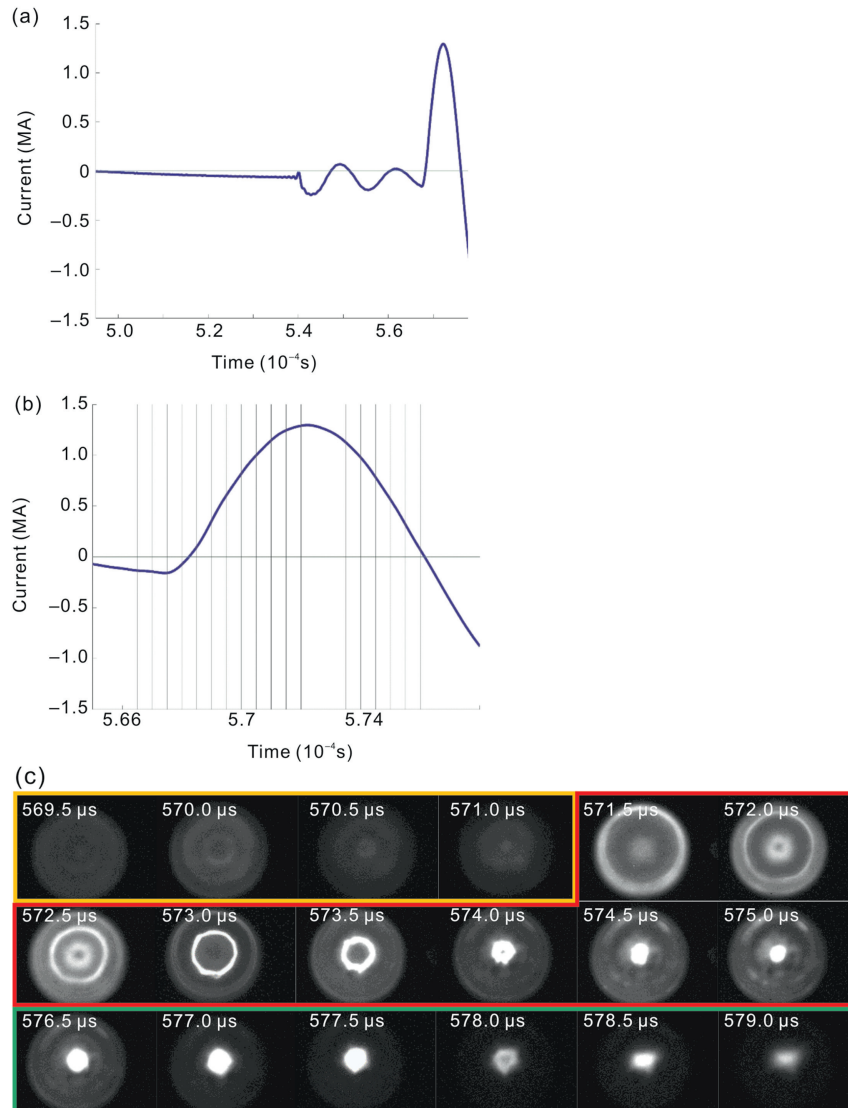 (a)
1.5
1.0
0.5
0
−0.5
−1.0
−1.5
Current (MA)
5.0 5.2 5.4 5.6
Time (10⁻⁴s)
(b)
1.5
1.0
0.5
0
−0.5
−1.0
−1.5
Current (MA)
5.66 5.7 5.74
Time (10⁻⁴s)
(c)
569.5 µs 570.0 µs 570.5 µs 571.0 µs 571.5 µs 572.0 µs
572.5 µs 573.0 µs 573.5 µs 574.0 µs 574.5 µs 575.0 µs
576.5 µs 577.0 µs 577.5 µs 578.0 µs 578.5 µs 579.0 µs